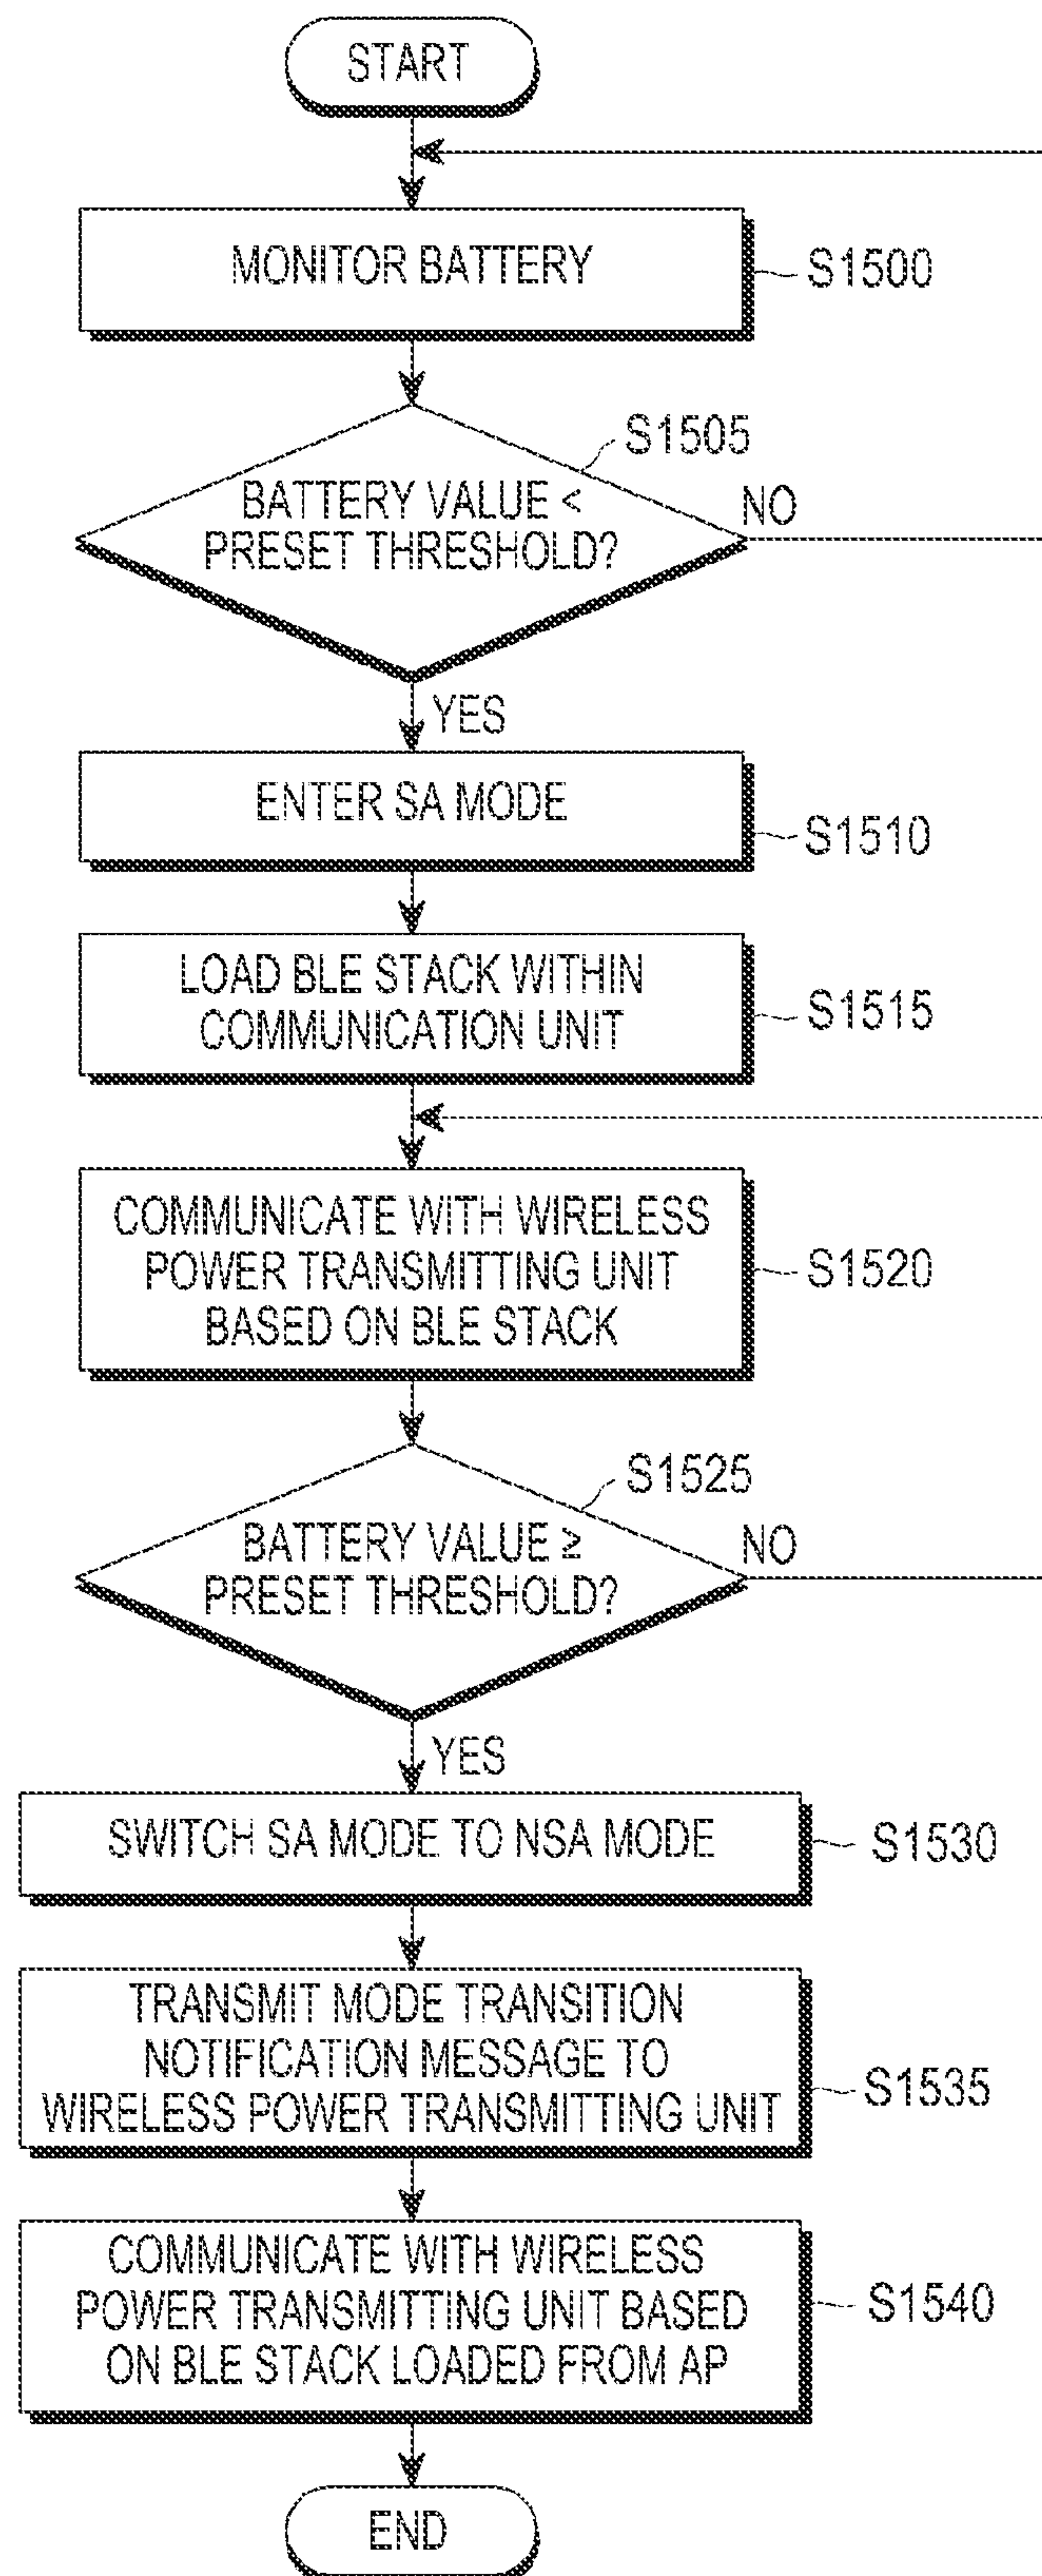 START
MONITOR BATTERY
S1500
S1505
BATTERY VALUE <
PRESET THRESHOLD?
NO
YES
ENTER SA MODE
S1510
LOAD BLE STACK WITHIN
COMMUNICATION UNIT
S1515
COMMUNICATE WITH WIRELESS
POWER TRANSMITTING UNIT
BASED ON BLE STACK
S1520
S1525
BATTERY VALUE ≥
PRESET THRESHOLD?
NO
YES
SWITCH SA MODE TO NSA MODE
S1530
TRANSMIT MODE TRANSITION
NOTIFICATION MESSAGE TO
WIRELESS POWER TRANSMITTING UNIT
S1535
COMMUNICATE WITH WIRELESS
POWER TRANSMITTING UNIT BASED
ON BLE STACK LOADED FROM AP
S1540
END